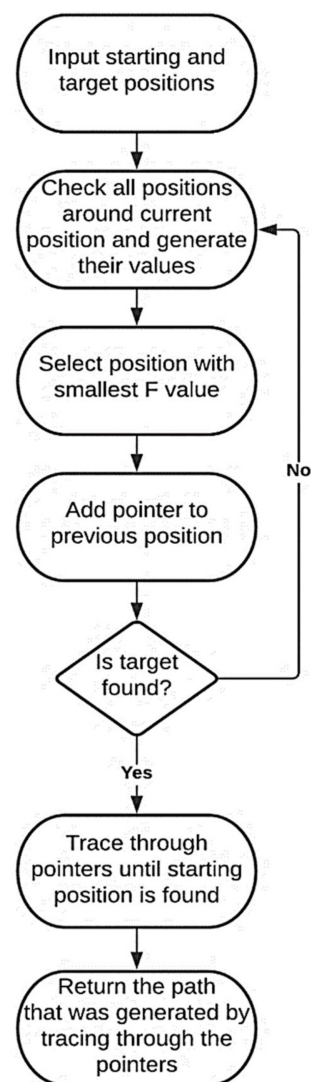 Input starting and
target positions
Check all positions
around current
position and generate
their values
Select position with
smallest F value
No
Add pointer to
previous position
Is target
found?
Yes
Trace through
pointers until starting
position is found
Return the path
that was generated by
tracing through the
pointers